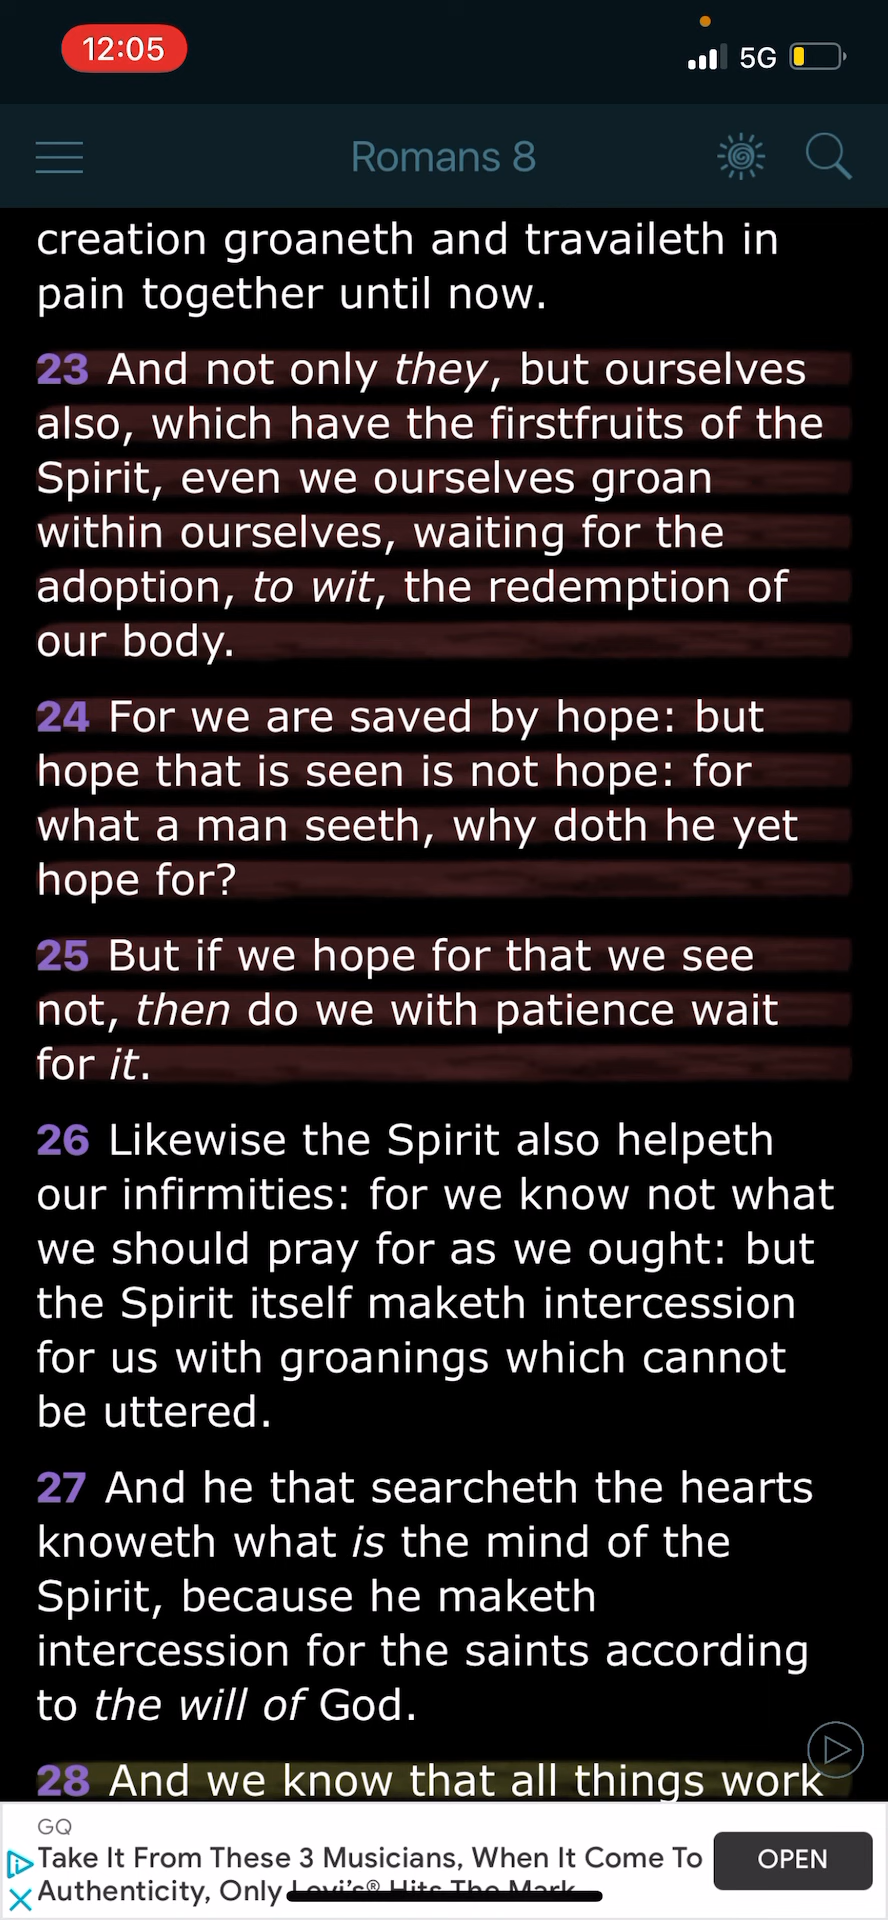 12:05
5G
Romans 8
creation groaneth and travaileth in
pain together until now.
23 And not only they, but ourselves
also, which have the firstfruits of the
Spirit, even we ourselves groan
within ourselves, waiting for the
adoption, to wit, the redemption of
our body.
24 For we are saved by hope: but
hope that is seen is not hope: for
what a man seeth, why doth he yet
hope for?
25 But if we hope for that we see
not, then do we with patience wait
for it.
26 Likewise the Spirit also helpeth
our infirmities: for we know not what
we should pray for as we ought: but
the Spirit itself maketh intercession
for us with groanings which cannot
be uttered.
27 And he that searcheth the hearts
knoweth what is the mind of the
Spirit, because he maketh
intercession for the saints according
to the will of God.
28 And we know that all things work
GQ
Take It From These 3 Musicians, When It Come To
Authenticity, Only Levi's® Hits The Mark
OPEN